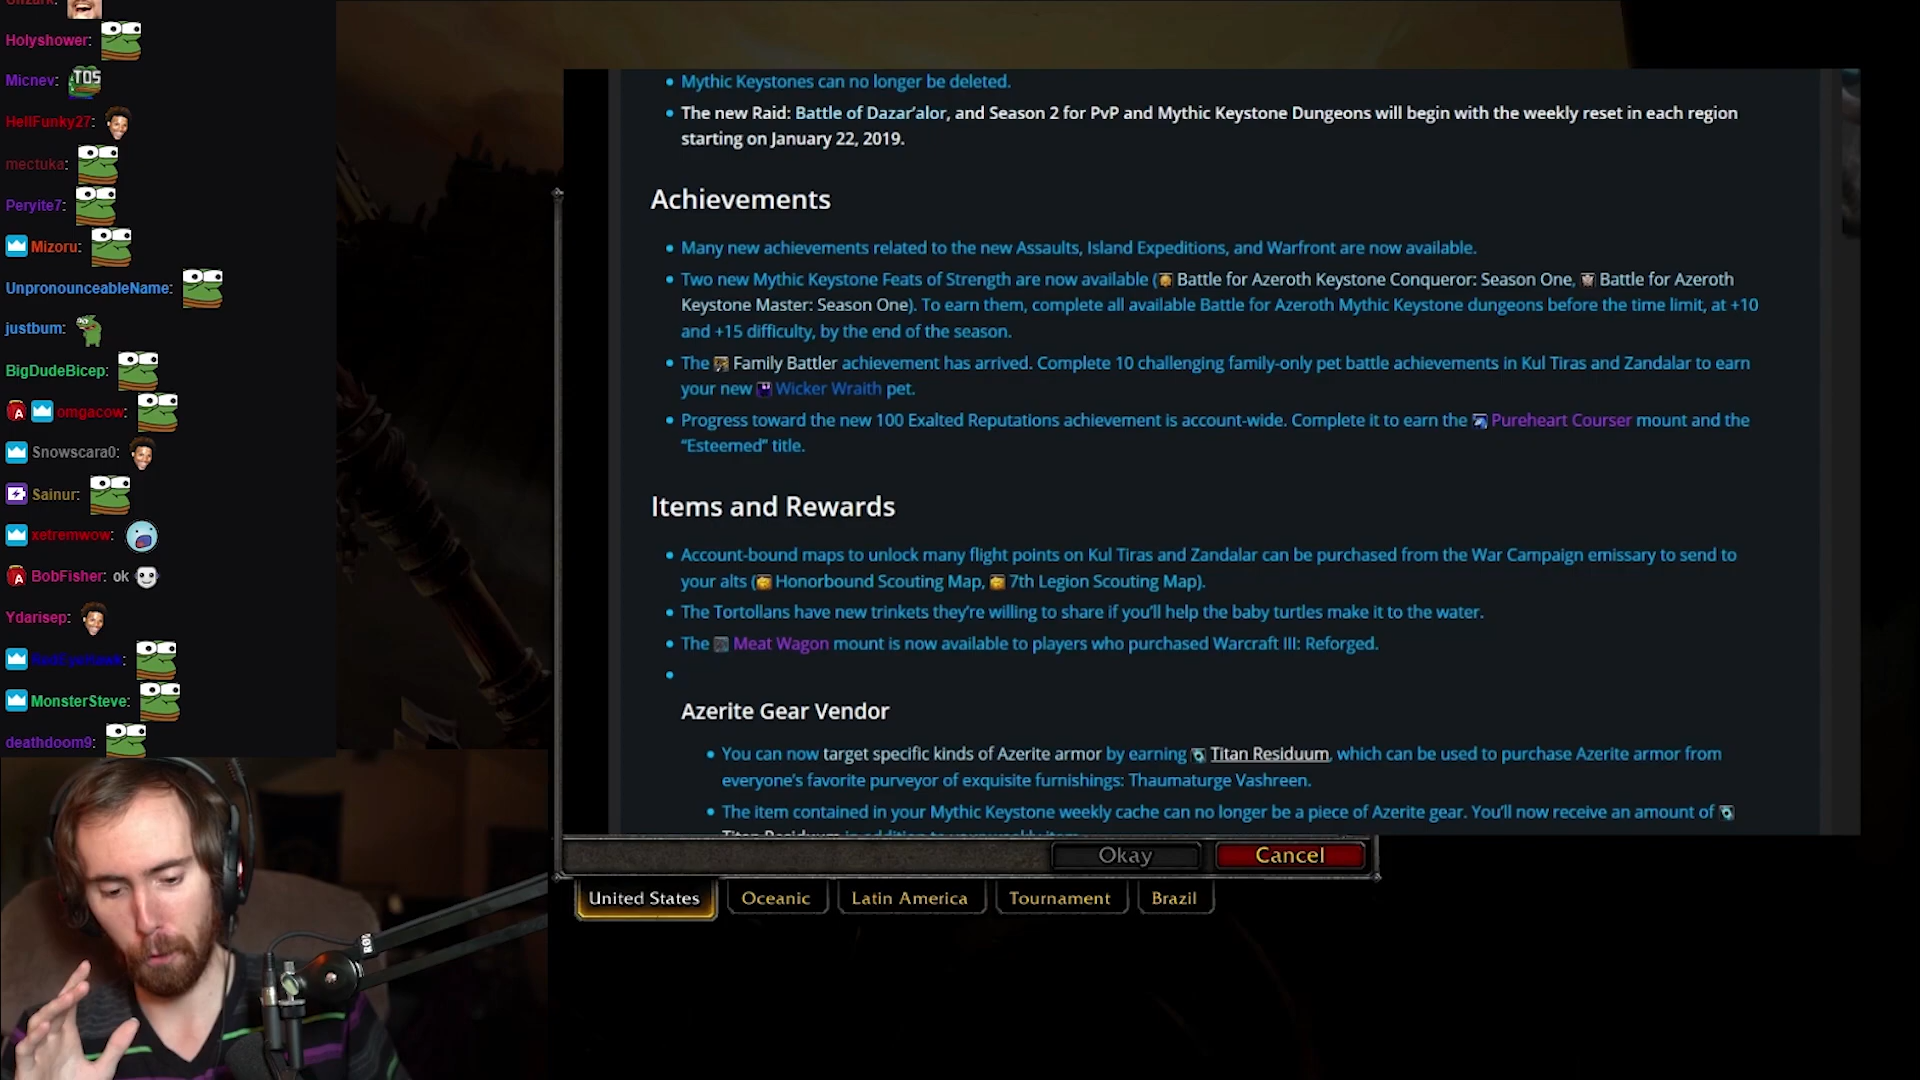 Holyshower:
Micnev:
TOS
HellFunky27:
mectuka:
Peryite7:
Mizoru:
UnpronounceableName:
justbum:
BigDudeBicep:
omgacow:
Snowscara0:
Sainur:
xetremwow:
BobFisher: ok
Ydarisep:
MonsterSteve:
deathdoom9:
Mythic Keystones can no longer be deleted.
The new Raid: Battle of Dazar'alor, and Season 2 for PvP and Mythic Keystone Dungeons will begin with the weekly reset in each region
starting on January 22, 2019.
Achievements
Many new achievements related to the new Assaults, Island Expeditions, and Warfront are now available.
Two new Mythic Keystone Feats of Strength are now available ( Battle for Azeroth Keystone Conqueror: Season One, Battle for Azeroth
Keystone Master: Season One). To earn them, complete all available Battle for Azeroth Mythic Keystone dungeons before the time limit, at +10
and +15 difficulty, by the end of the season.
The Family Battler achievement has arrived. Complete 10 challenging family-only pet battle achievements in Kul Tiras and Zandalar to earn
your new Wicker Wraith pet.
Progress toward the new 100 Exalted Reputations achievement is account-wide. Complete it to earn the Pureheart Courser mount and the
“Esteemed” title.
Items and Rewards
Account-bound maps to unlock many flight points on Kul Tiras and Zandalar can be purchased from the War Campaign emissary to send to
your alts ( Honorbound Scouting Map, 7th Legion Scouting Map).
The Tortollans have new trinkets they're willing to share if you'll help the baby turtles make it to the water.
The Meat Wagon mount is now available to players who purchased Warcraft III: Reforged.
Azerite Gear Vendor
You can now target specific kinds of Azerite armor by earning Titan Residuum, which can be used to purchase Azerite armor from
everyone's favorite purveyor of exquisite furnishings: Thaumaturge Vashreen.
The item contained in your Mythic Keystone weekly cache can no longer be a piece of Azerite gear. You'll now receive an amount of
Titan Residuum in addition to your weekly item.
Okay
Cancel
United States
Oceanic
Latin America
Tournament
Brazil